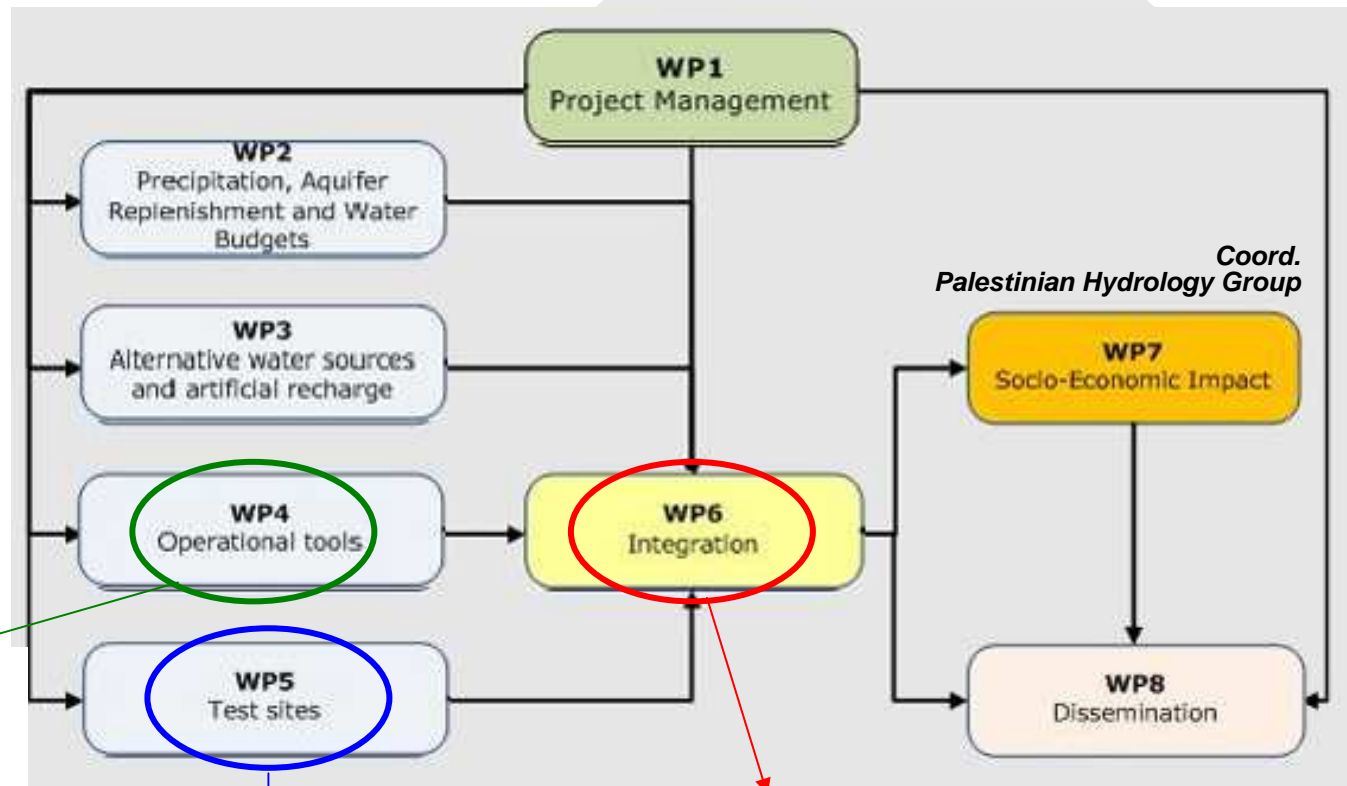 WP1
Project Management
WP2
Precipitation, Aquifer
Replenishment and Water
Budgets
WP3
Alternative water sources
and artificial recharge
WP4
Operational tools
WP5
Test sites
WP6
Integration
Coord.
Palestinian Hydrology Group
WP7
Socio-Economic Impact
WP8
Dissemination